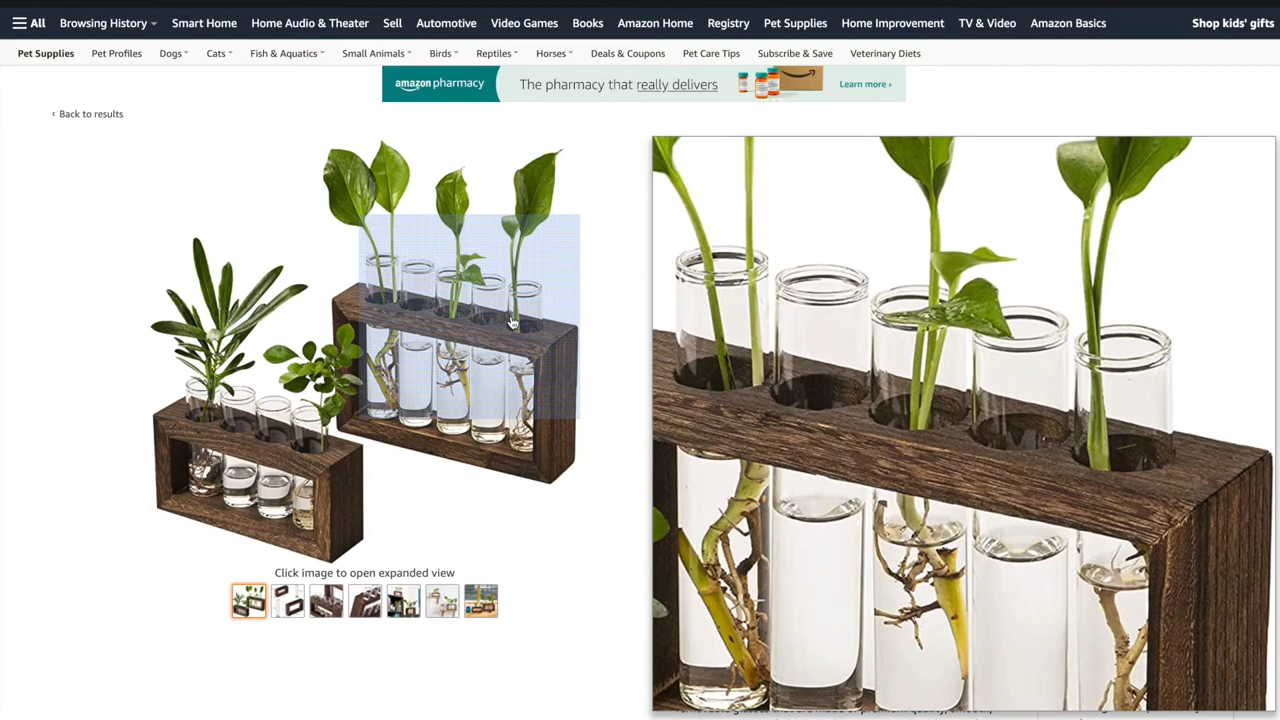 All Browsing History Smart Home Home Audio & Theater Sell Automotive Video Games Books Amazon Home Registry Pet Supplies Home Improvement TV & Video Amazon Basics Shop kids' gifts
Pet Supplies Pet Profiles Dogs Cats Fish & Aquatics Small Animals Birds Reptiles Horses Deals & Coupons Pet Care Tips Subscribe & Save Veterinary Diets
amazon pharmacy The pharmacy that really delivers Learn more ›
‹ Back to results
Click image to open expanded view